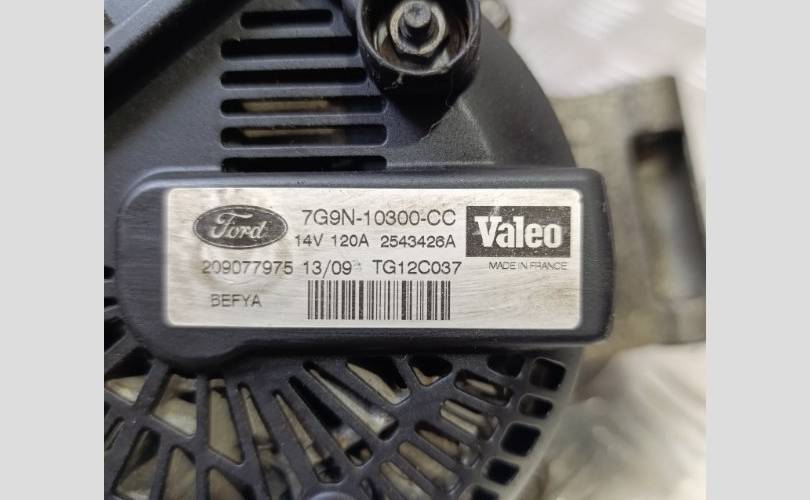 Ford 7G9N-10300-CC Valeo
14V 120A 2543426A
209077975 13/09 TG12C037 MADE IN FRANCE
BEFYA